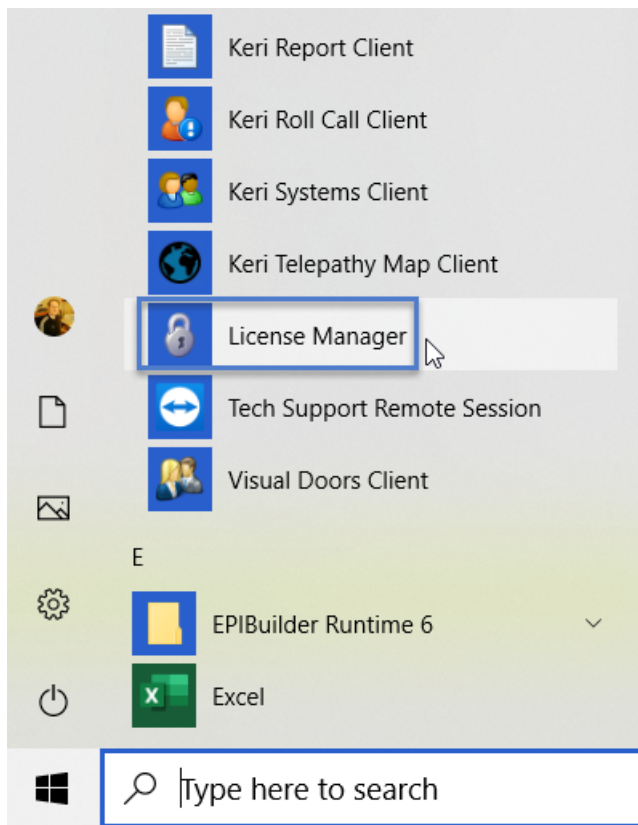 Keri Report Client
Keri Roll Call Client
Keri Systems Client
Keri Telepathy Map Client
License Manager
Tech Support Remote Session
Visual Doors Client
E
EPIBuilder Runtime 6
X
Excel
Type here to search